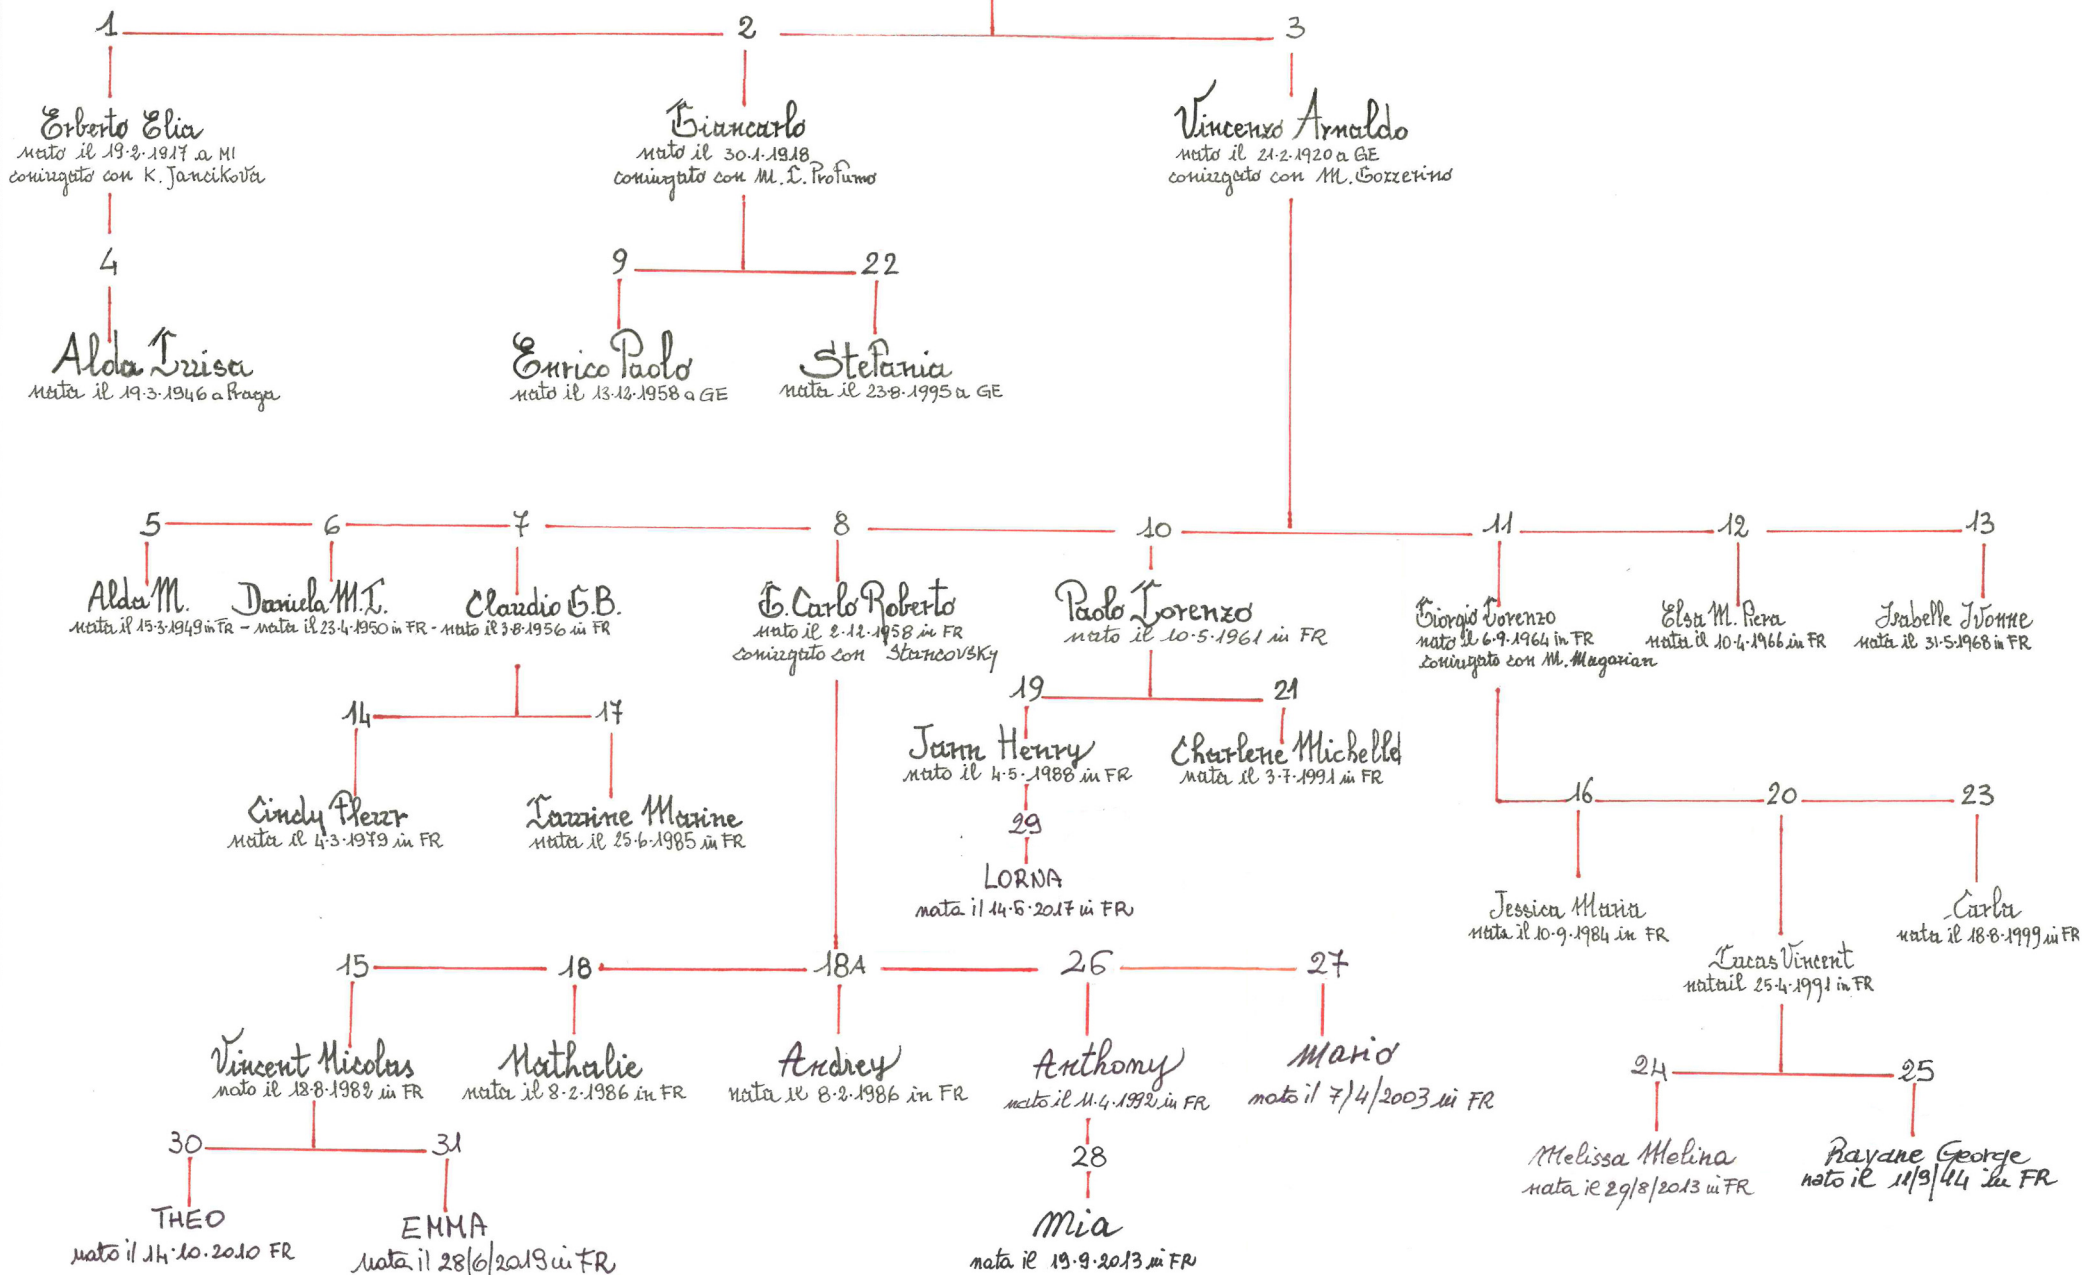 1 2 3
Erberto Elia
nato il 19·2·1917 a MI
coniugato con K. Jancikova
Giancarlo
nato il 30·1·1918
coniugato con M. L. Profumo
Vincenzo Arnaldo
nato il 21·2·1920 a GE
coniugato con M. Gozzerino
4
Alda Luisa
nata il 19·3·1946 a Praga
9 22
Enrico Paolo
nato il 13·12·1958 a GE
Stefania
nata il 23·8·1995 a GE
5 6 7 8 10 11 12 13
Alda M.
nata il 15·3·1949 in FR -
Daniela M.L.
nata il 23·4·1950 in FR -
Claudio G.B.
nato il 3·8·1956 in FR
G. Carlo Roberto
nato il 2·12·1958 in FR
coniugato con Stancovsky
Paolo Lorenzo
nato il 10·5·1961 in FR
Giorgio Lorenzo
nato il 6·9·1964 in FR
coniugato con M. Magarian
Elsa M. Piera
nata il 10·4·1966 in FR
Isabelle Ivonne
nata il 31·5·1968 in FR
14 17
Cindy Fleur
nata il 4·3·1979 in FR
Laurine Marine
nata il 25·6·1985 in FR
19 21
Jann Henry
nato il 4·5·1988 in FR
Charlene Michelle
nata il 3·7·1991 in FR
29
LORNA
nata il 14·5·2017 in FR
16 20 23
Jessica Maria
nata il 10·9·1984 in FR
Lucas Vincent
nata il 25·4·1991 in FR
Carla
nata il 18·8·1999 in FR
15 18 18A 26 27
Vincent Nicolas
nato il 18·8·1982 in FR
Nathalie
nata il 8·2·1986 in FR
Andrey
nata il 8·2·1986 in FR
Anthony
nato il 11.4.1992 in FR
Mario
nato il 7/4/2003 in FR
24 25
Melissa Melina
nata il 29/8/2013 in FR
Rayane George
nato il 11/9/14 in FR
30 31
THEO
nato il 14·10·2010 FR
EMMA
nata il 28/6/2019 in FR
28
Mia
nata il 19·9·2013 in FR